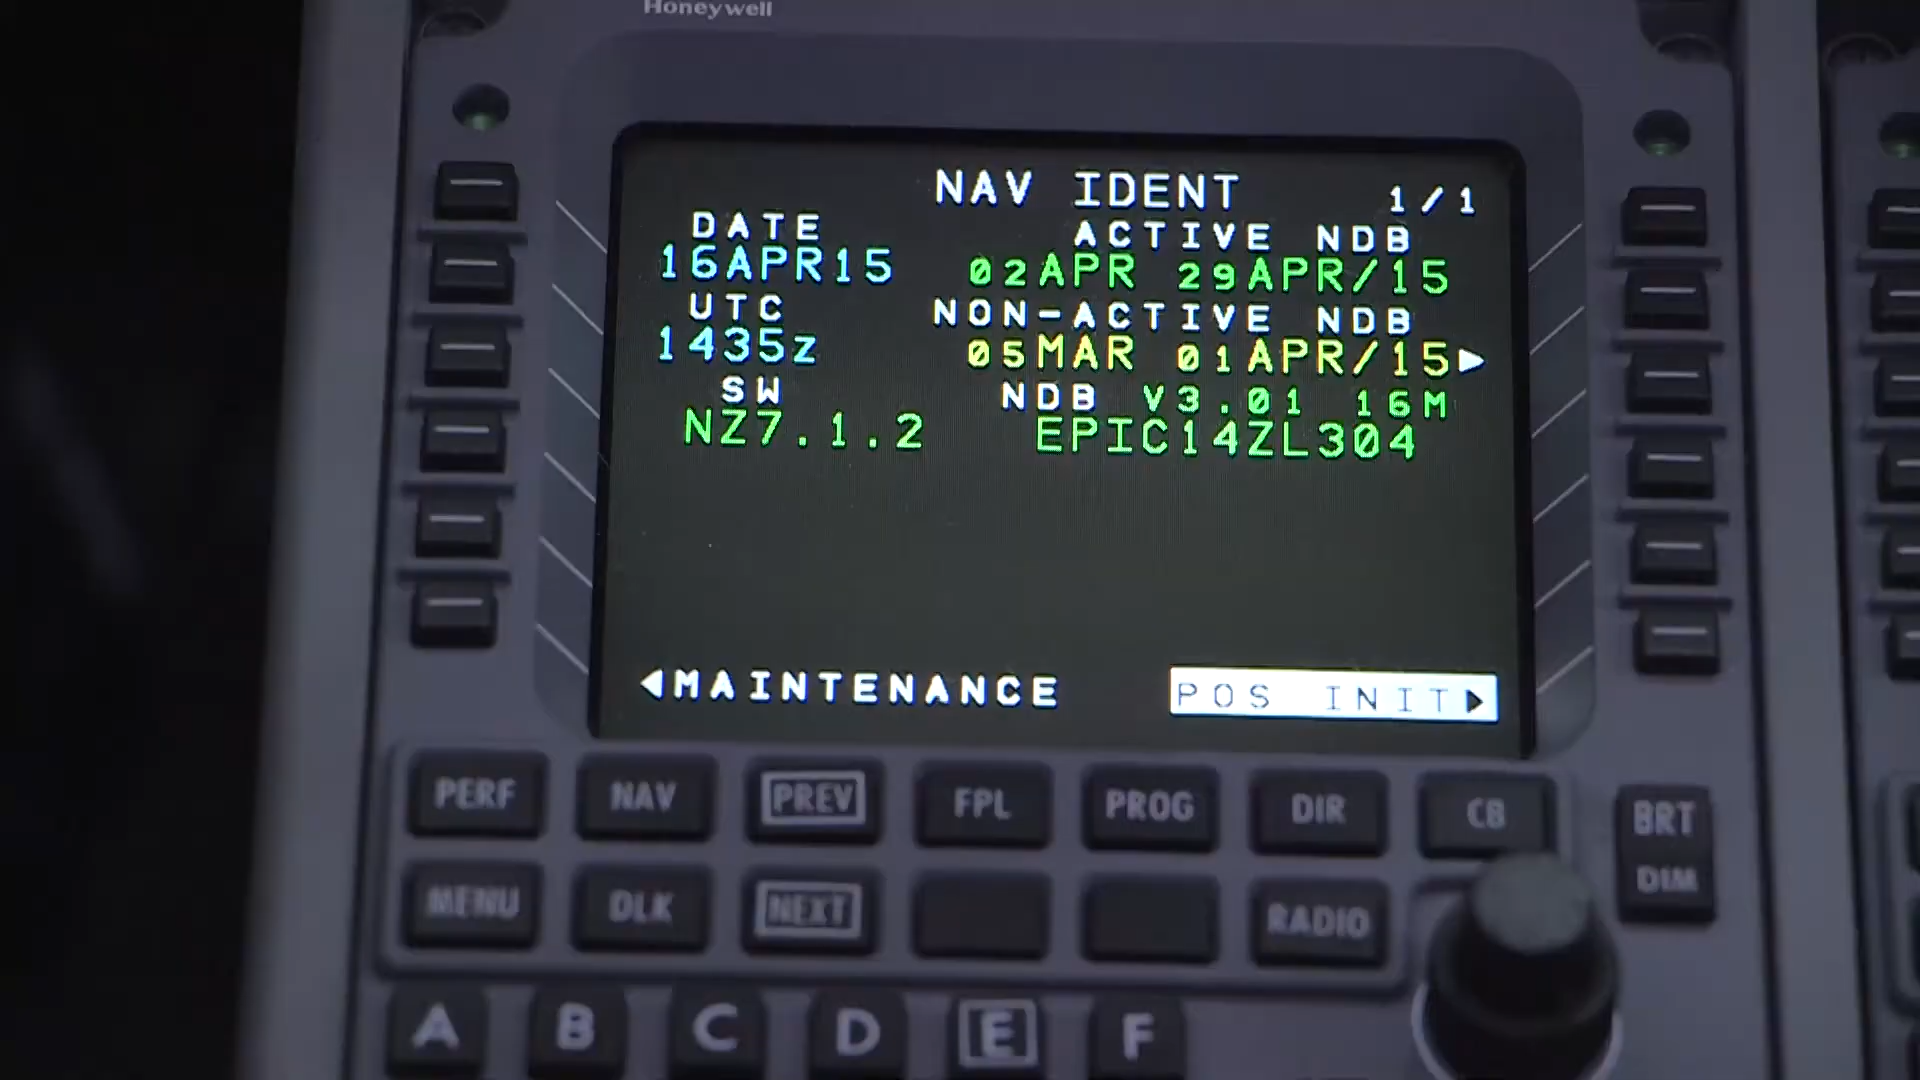 Honeywell
NAV IDENT 1/1
DATE ACTIVE NDB
16APR15 02APR 29APR/15
UTC NON-ACTIVE NDB
1435z 05MAR 01APR/15▶
SW NDB V3.01 16M
NZ7.1.2 EPIC14ZL304
◀MAINTENANCE POS INIT▶
PERF NAV PREV FPL PROG DIR CB BRT
MENU DLK NEXT RADIO DIM
A B C D E F